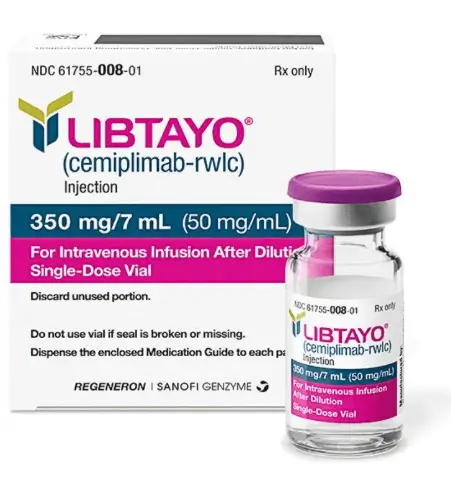 NDC 61755-008-01 Rx only
LIBTAYO®
(cemiplimab-rwlc)
Injection
350 mg/7 mL (50 mg/mL)
For Intravenous Infusion After
Single-Dose Vial
Discard unused portion.
Do not use vial if seal is broken or missing.
Dispense the enclosed Medication Guide to each
REGENERON | SANOFI GENZYME
NDC 61755-008-01 Rx only
LIBTAYO®
(cemiplimab-rwlc)
350 mg/7 mL (50 mg/mL)
For Intravenous Infusion
After Dilution
Single-Dose Vial